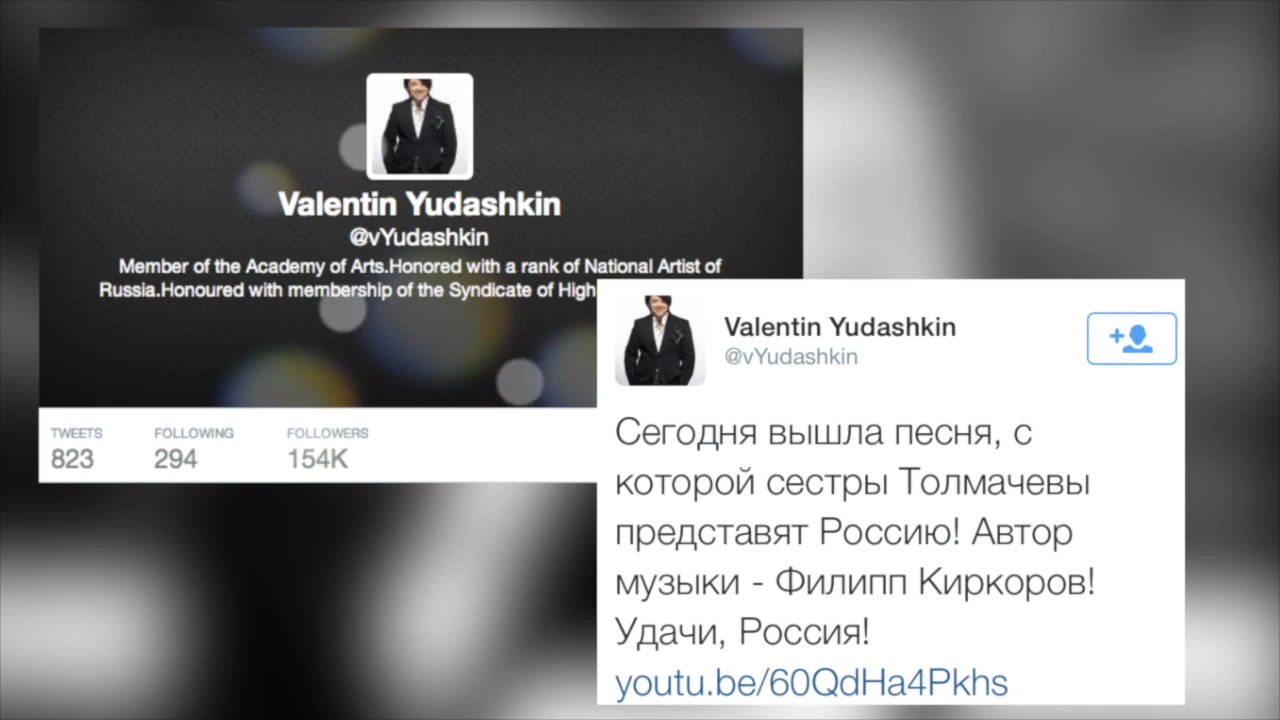 Valentin Yudashkin
@vYudashkin
Member of the Academy of Arts.Honored with a rank of National Artist of
Russia.Honoured with membership of the Syndicate of High
TWEETS FOLLOWING FOLLOWERS
823 294 154K
Valentin Yudashkin
@vYudashkin
Сегодня вышла песня, с
которой сестры Толмачевы
представят Россию! Автор
музыки - Филипп Киркоров!
Удачи, Россия!
youtu.be/60QdHa4Pkhs